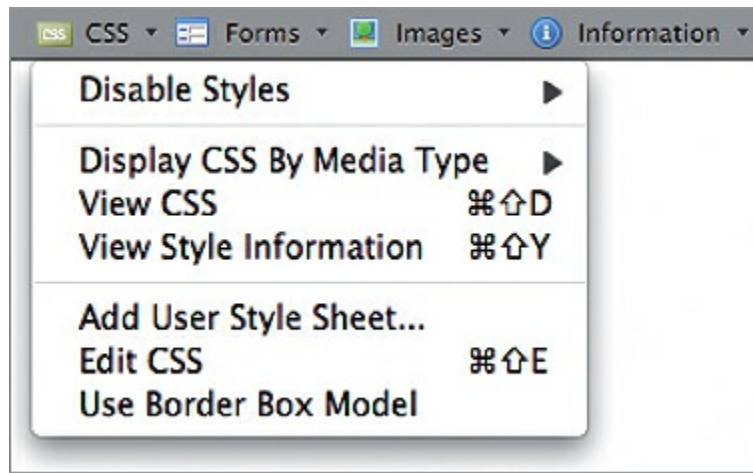 css CSS ▾ Forms ▾ Images ▾ Information ▾
Disable Styles ▶
Display CSS By Media Type ▶
View CSS ⌘⇧D
View Style Information ⌘⇧Y
Add User Style Sheet...
Edit CSS ⌘⇧E
Use Border Box Model